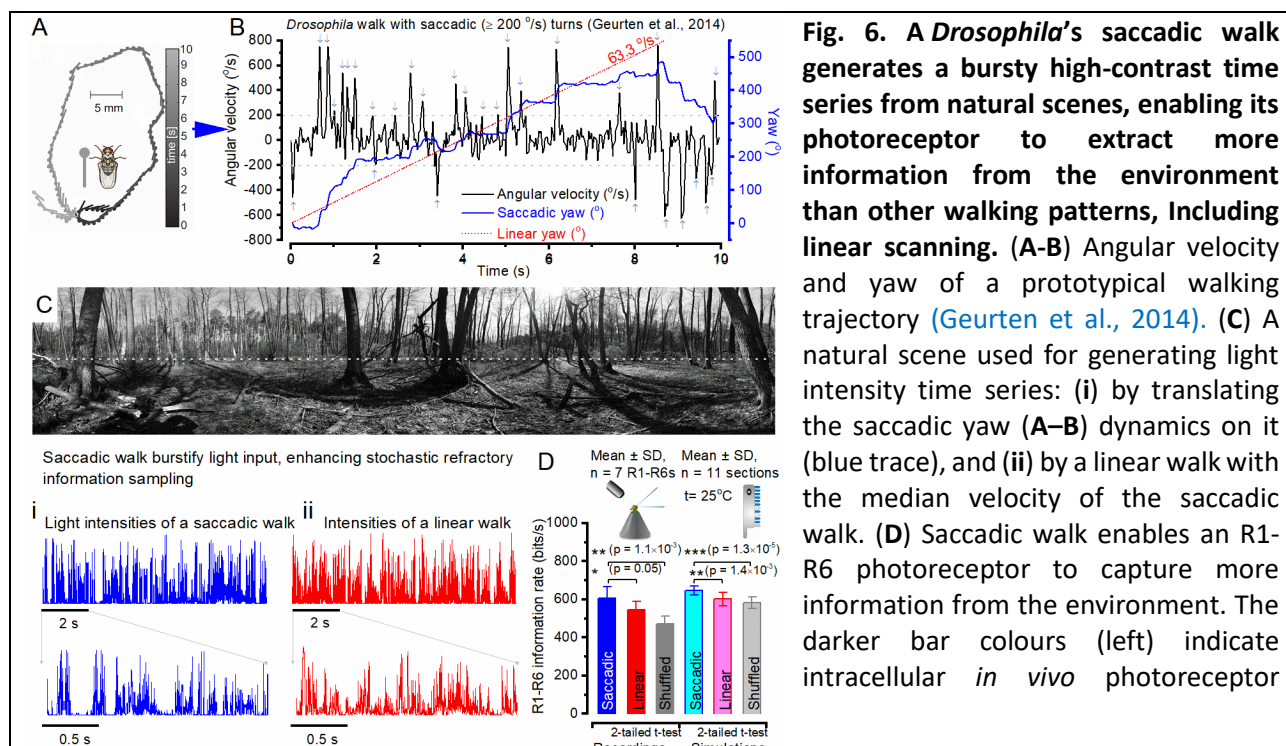 A
10
9
8
7
6
5
4
3
2
1
0
time [s]
5 mm
B
Drosophila walk with saccadic (≥ 200 °/s) turns (Geurten et al., 2014)
Angular velocity (°/s)
800
600
400
200
0
-200
-400
-600
-800
63.3 °/s
500
400
300
200
100
0
Yaw (°)
Angular velocity (°/s)
Saccadic yaw (°)
Linear yaw (°)
0 2 4 6 8 10
Time (s)
C
Saccadic walk burstify light input, enhancing stochastic refractory
information sampling
i
Light intensities of a saccadic walk
2 s
0.5 s
ii
Intensities of a linear walk
2 s
0.5 s
D
Mean ± SD,
n = 7 R1-R6s
Mean ± SD,
n = 11 sections
t= 25°C
R1-R6 information rate (bits/s)
1000
800
600
400
200
0
** (p = 1.1×10-3)
* (p = 0.05)
*** (p = 1.3×10-5)
** (p = 1.4×10-3)
Saccadic
Linear
Shuffled
Saccadic
Linear
Shuffled
2-tailed t-test 2-tailed t-test
Fig. 6. A Drosophila's saccadic walk
generates a bursty high-contrast time
series from natural scenes, enabling its
photoreceptor to extract more
information from the environment
than other walking patterns, Including
linear scanning. (A-B) Angular velocity
and yaw of a prototypical walking
trajectory (Geurten et al., 2014). (C) A
natural scene used for generating light
intensity time series: (i) by translating
the saccadic yaw (A–B) dynamics on it
(blue trace), and (ii) by a linear walk with
the median velocity of the saccadic
walk. (D) Saccadic walk enables an R1-
R6 photoreceptor to capture more
information from the environment. The
darker bar colours (left) indicate
intracellular in vivo photoreceptor